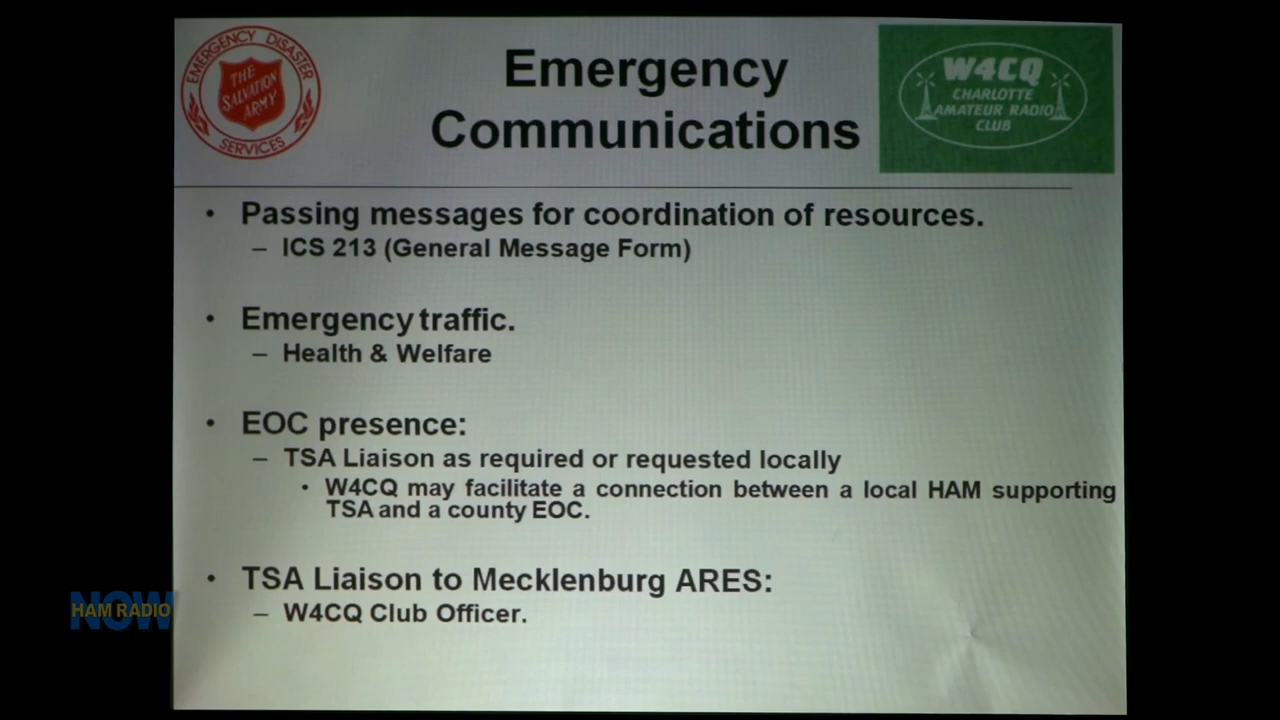 EMERGENCY DISASTER
THE
SALVATION
ARMY
SERVICES
Emergency
Communications
W4CQ
CHARLOTTE
AMATEUR RADIO
CLUB
• Passing messages for coordination of resources.
– ICS 213 (General Message Form)
• Emergency traffic.
– Health & Welfare
• EOC presence:
– TSA Liaison as required or requested locally
• W4CQ may facilitate a connection between a local HAM supporting
TSA and a county EOC.
• TSA Liaison to Mecklenburg ARES:
– W4CQ Club Officer.
HAM RADIO
NOW